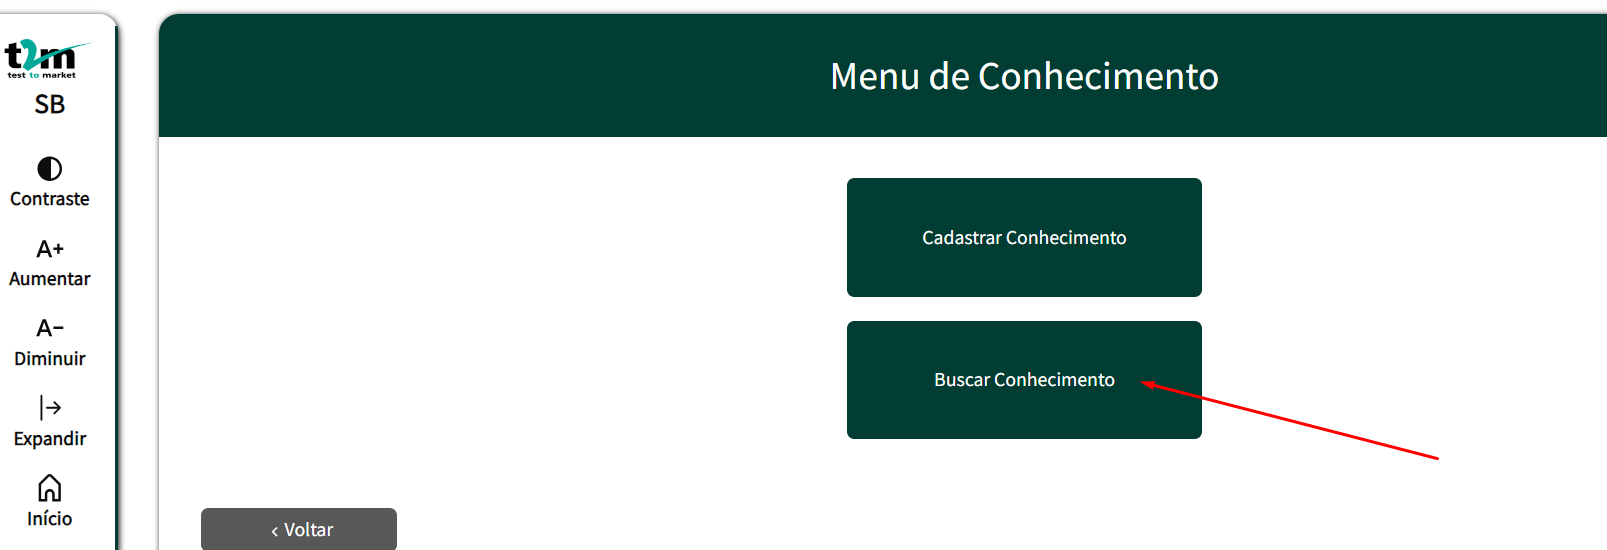 t2m
test to market
SB
Contraste
A+
Aumentar
A-
Diminuir
Expandir
Início
Menu de Conhecimento
Cadastrar Conhecimento
Buscar Conhecimento
‹ Voltar